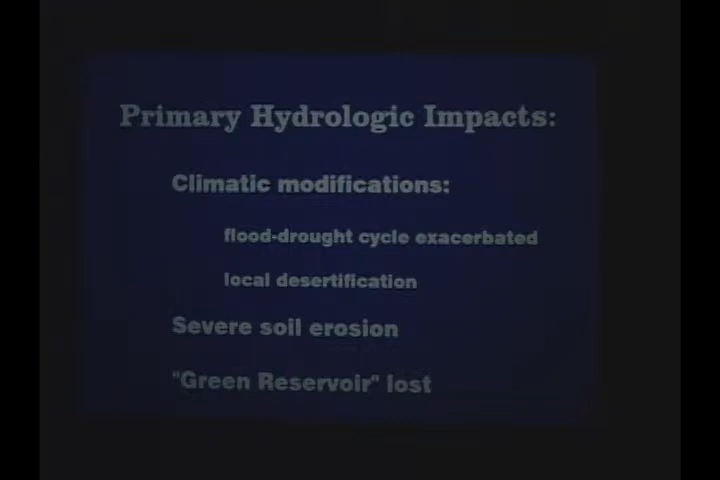 Primary Hydrologic Impacts:
Climatic modifications:
flood-drought cycle exacerbated
local desertification
Severe soil erosion
"Green Reservoir" lost